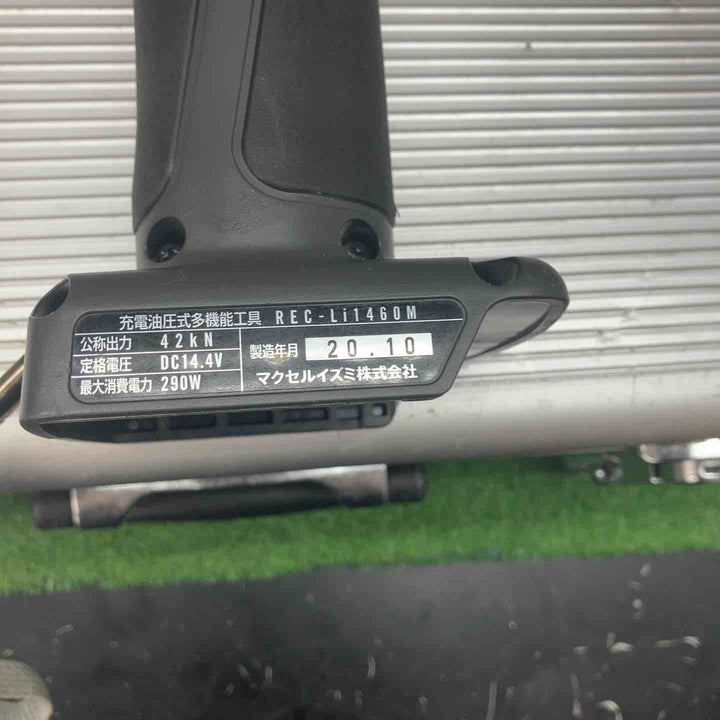 充電油圧式多機能工具 REC-Li1460M
公称出力 42kN
定格電圧 DC14.4V
最大消費電力 290W
製造年月 20.10
マクセルイズミ株式会社